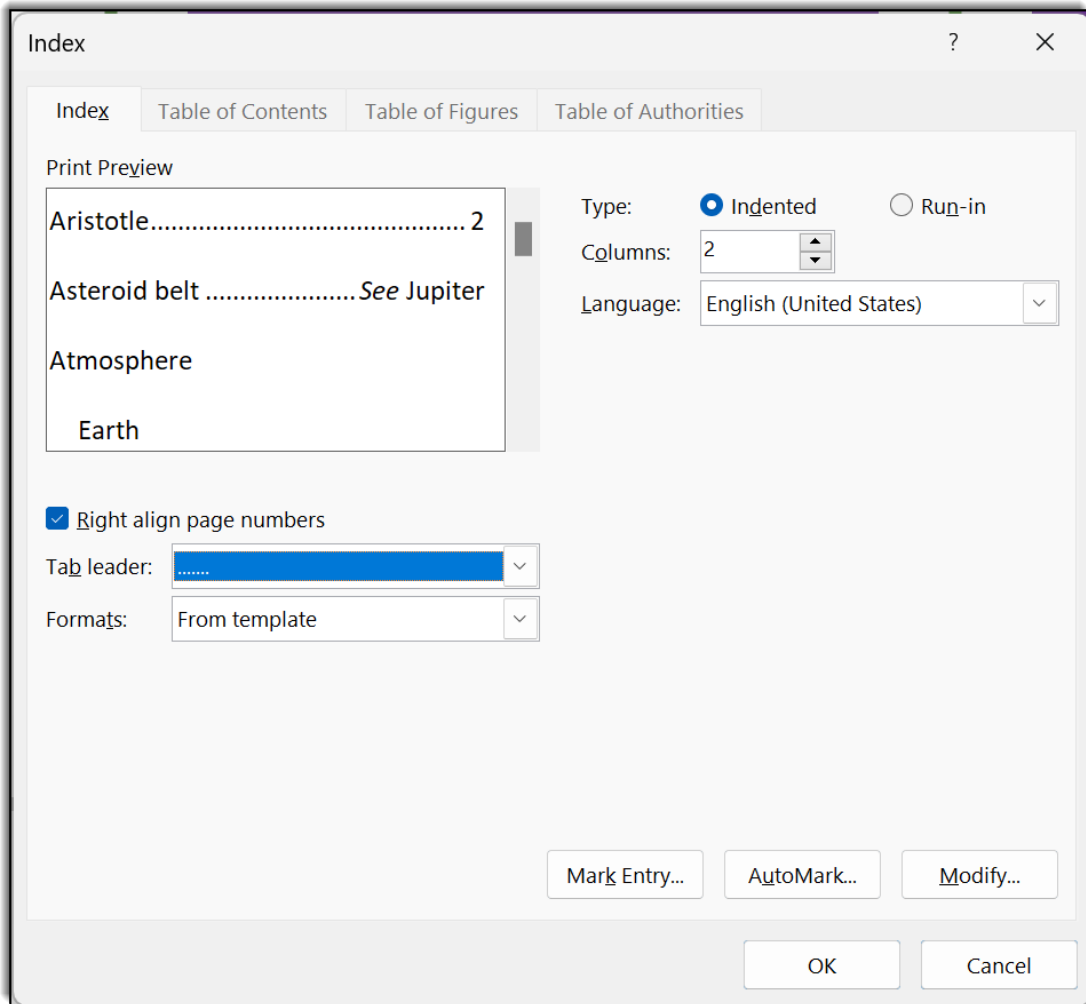 Index ?
Index Table of Contents Table of Figures Table of Authorities
Print Preview
Aristotle............................................. 2
Asteroid belt ...................... See Jupiter
Atmosphere
Earth
Type: Indented Run-in
Columns: 2
Language: English (United States)
Right align page numbers
Tab leader: .......
Formats: From template
Mark Entry... AutoMark... Modify...
OK Cancel